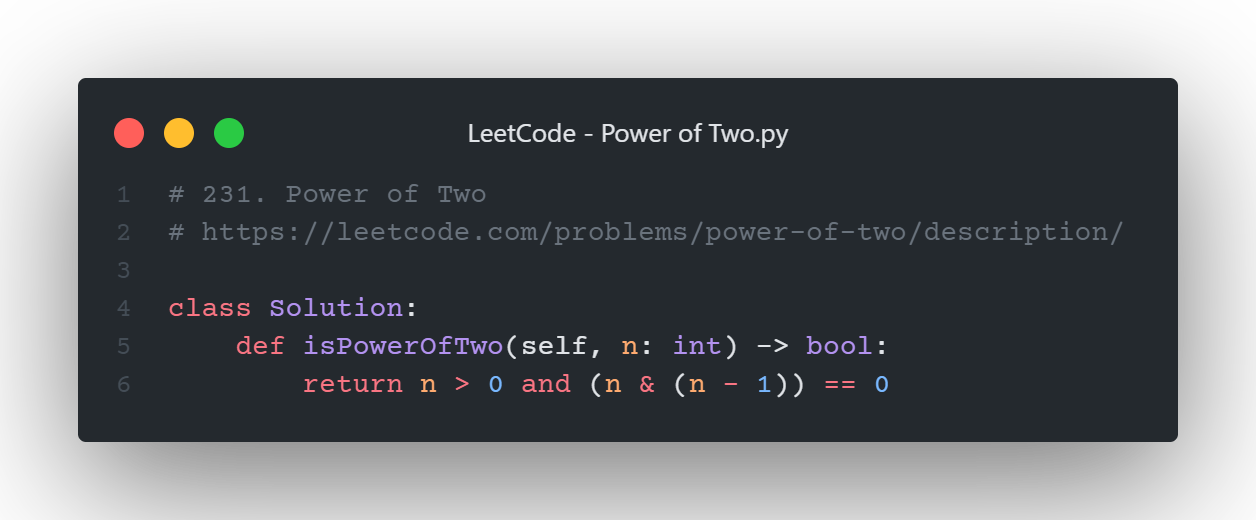 LeetCode - Power of Two.py
1 # 231. Power of Two
2 # https://leetcode.com/problems/power-of-two/description/
3
4 class Solution:
5     def isPowerOfTwo(self, n: int) -> bool:
6         return n > 0 and (n & (n - 1)) == 0